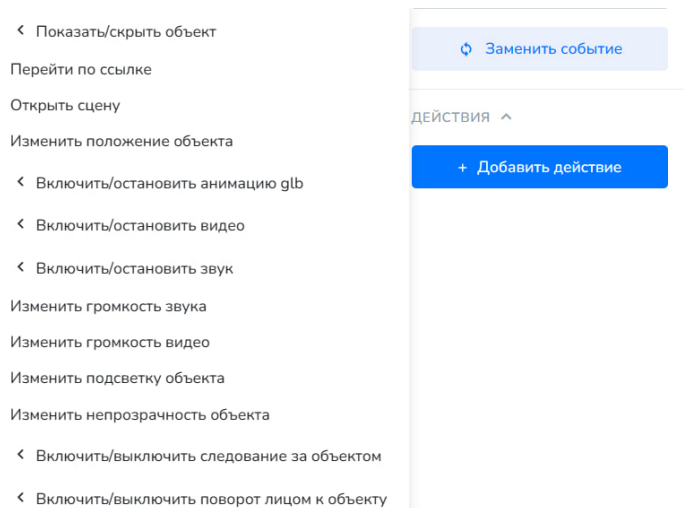 Показать/скрыть объект
Перейти по ссылке
Открыть сцену
Изменить положение объекта
Включить/остановить анимацию glb
Включить/остановить видео
Включить/остановить звук
Изменить громкость звука
Изменить громкость видео
Изменить подсветку объекта
Изменить непрозрачность объекта
Включить/выключить следование за объектом
Включить/выключить поворот лицом к объекту
Заменить событие
ДЕЙСТВИЯ
+ Добавить действие